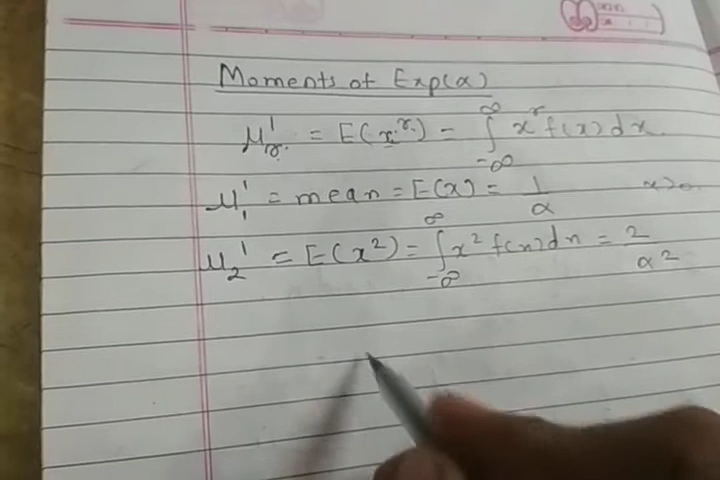 Moments of Exp(α)
μ'ᵣ = E(xʳ) = ∫_{-∞}^{∞} xʳ f(x) dx.
μ'₁ = mean = E(x) = 1/α
μ'₂ = E(x²) = ∫_{-∞}^{∞} x² f(x) dx = 2/α²